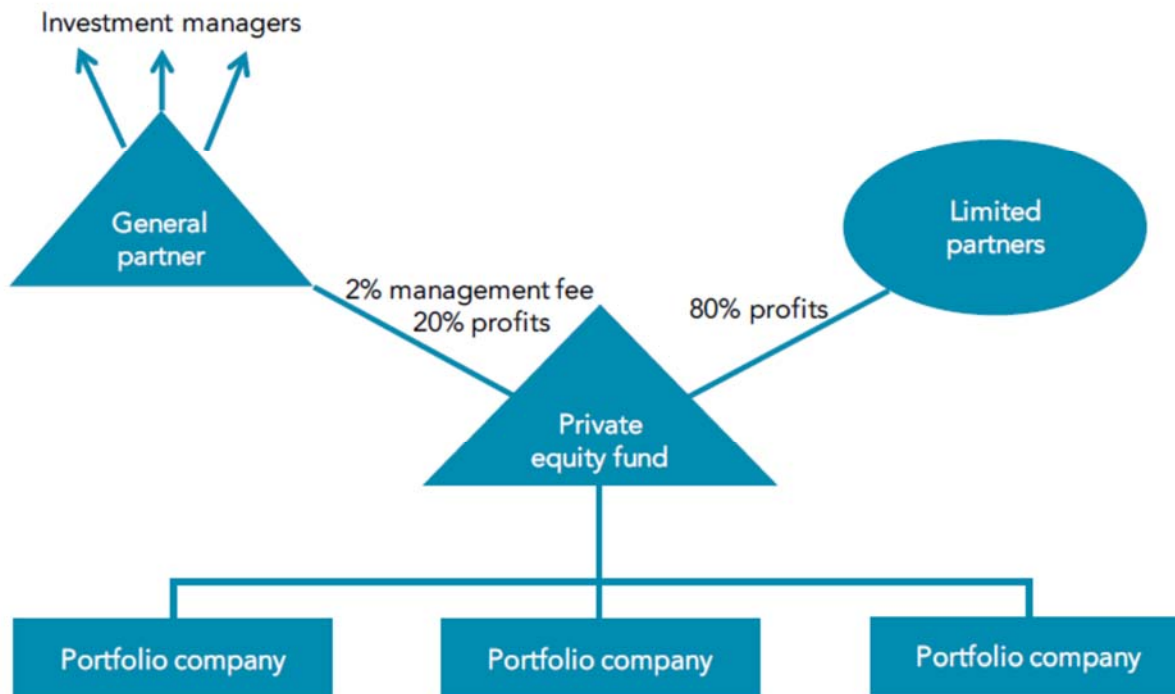 Investment managers
General
partner
Limited
partners
2% management fee
20% profits
80% profits
Private
equity fund
Portfolio company
Portfolio company
Portfolio company